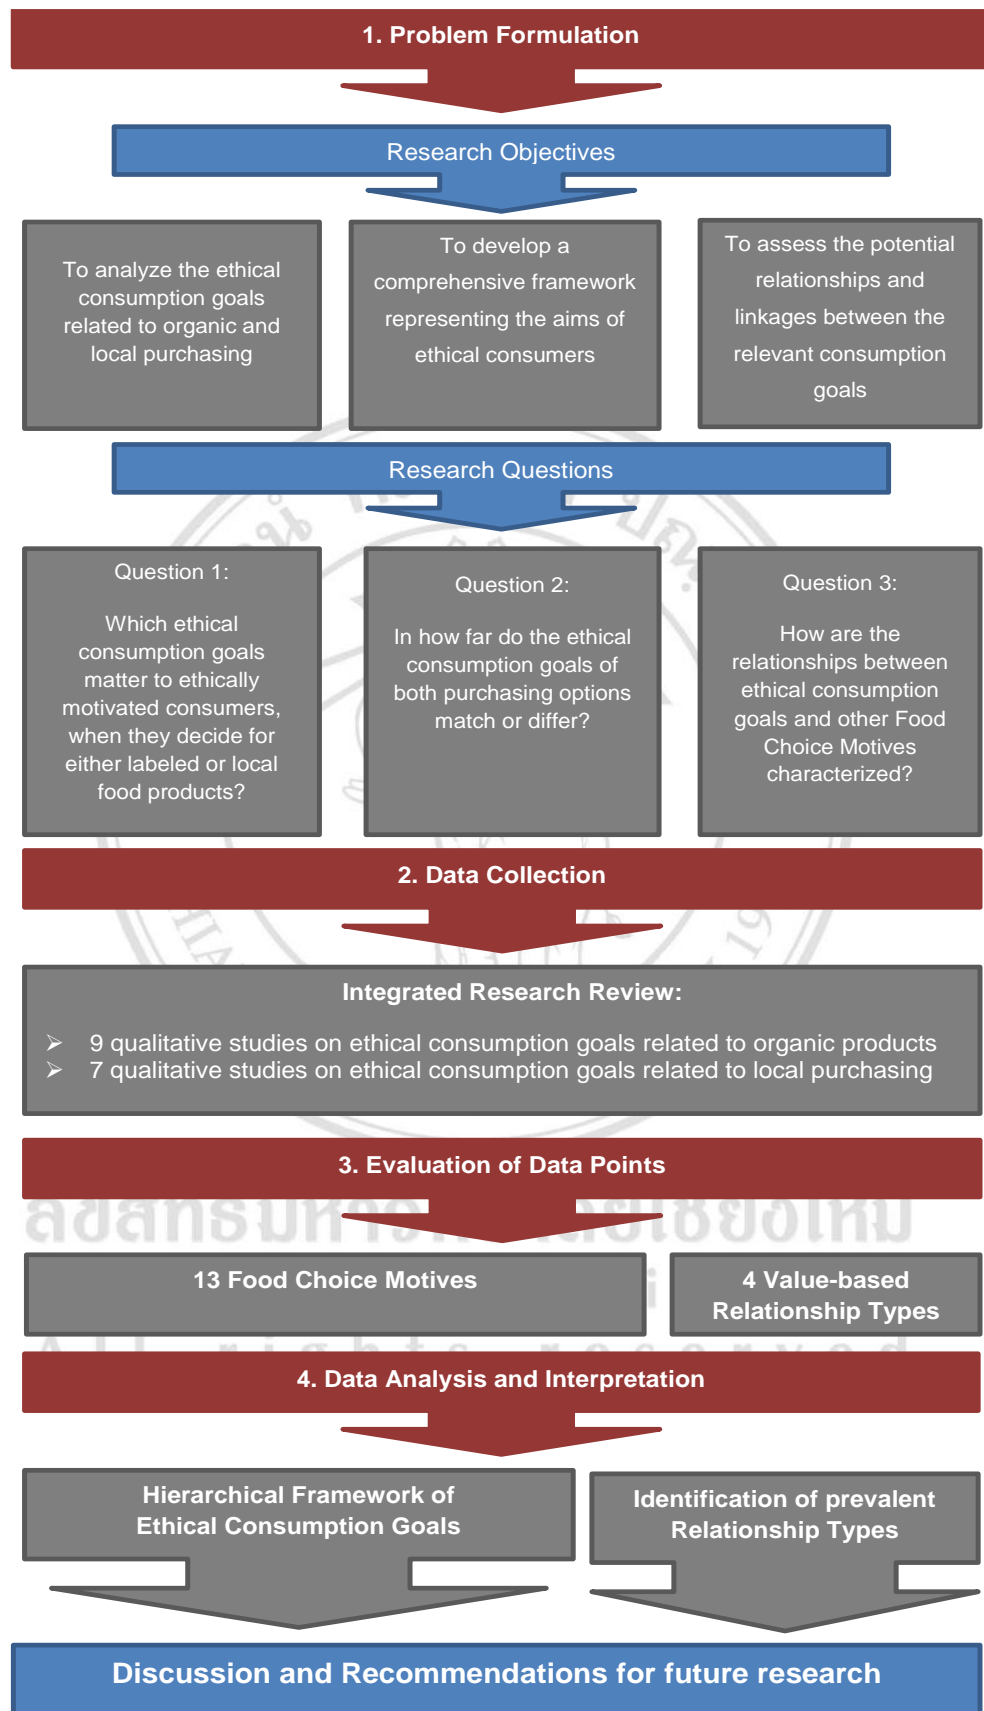 1. Problem Formulation
Research Objectives
To analyze the ethical
consumption goals
related to organic and
local purchasing
To develop a
comprehensive framework
representing the aims of
ethical consumers
To assess the potential
relationships and
linkages between the
relevant consumption
goals
Research Questions
Question 1:
Which ethical
consumption goals
matter to ethically
motivated consumers,
when they decide for
either labeled or local
food products?
Question 2:
In how far do the ethical
consumption goals of
both purchasing options
match or differ?
Question 3:
How are the
relationships between
ethical consumption
goals and other Food
Choice Motives
characterized?
2. Data Collection
Integrated Research Review:
➢ 9 qualitative studies on ethical consumption goals related to organic products
➢ 7 qualitative studies on ethical consumption goals related to local purchasing
3. Evaluation of Data Points
13 Food Choice Motives
4 Value-based
Relationship Types
All rights reserved
4. Data Analysis and Interpretation
Hierarchical Framework of
Ethical Consumption Goals
Identification of prevalent
Relationship Types
Discussion and Recommendations for future research